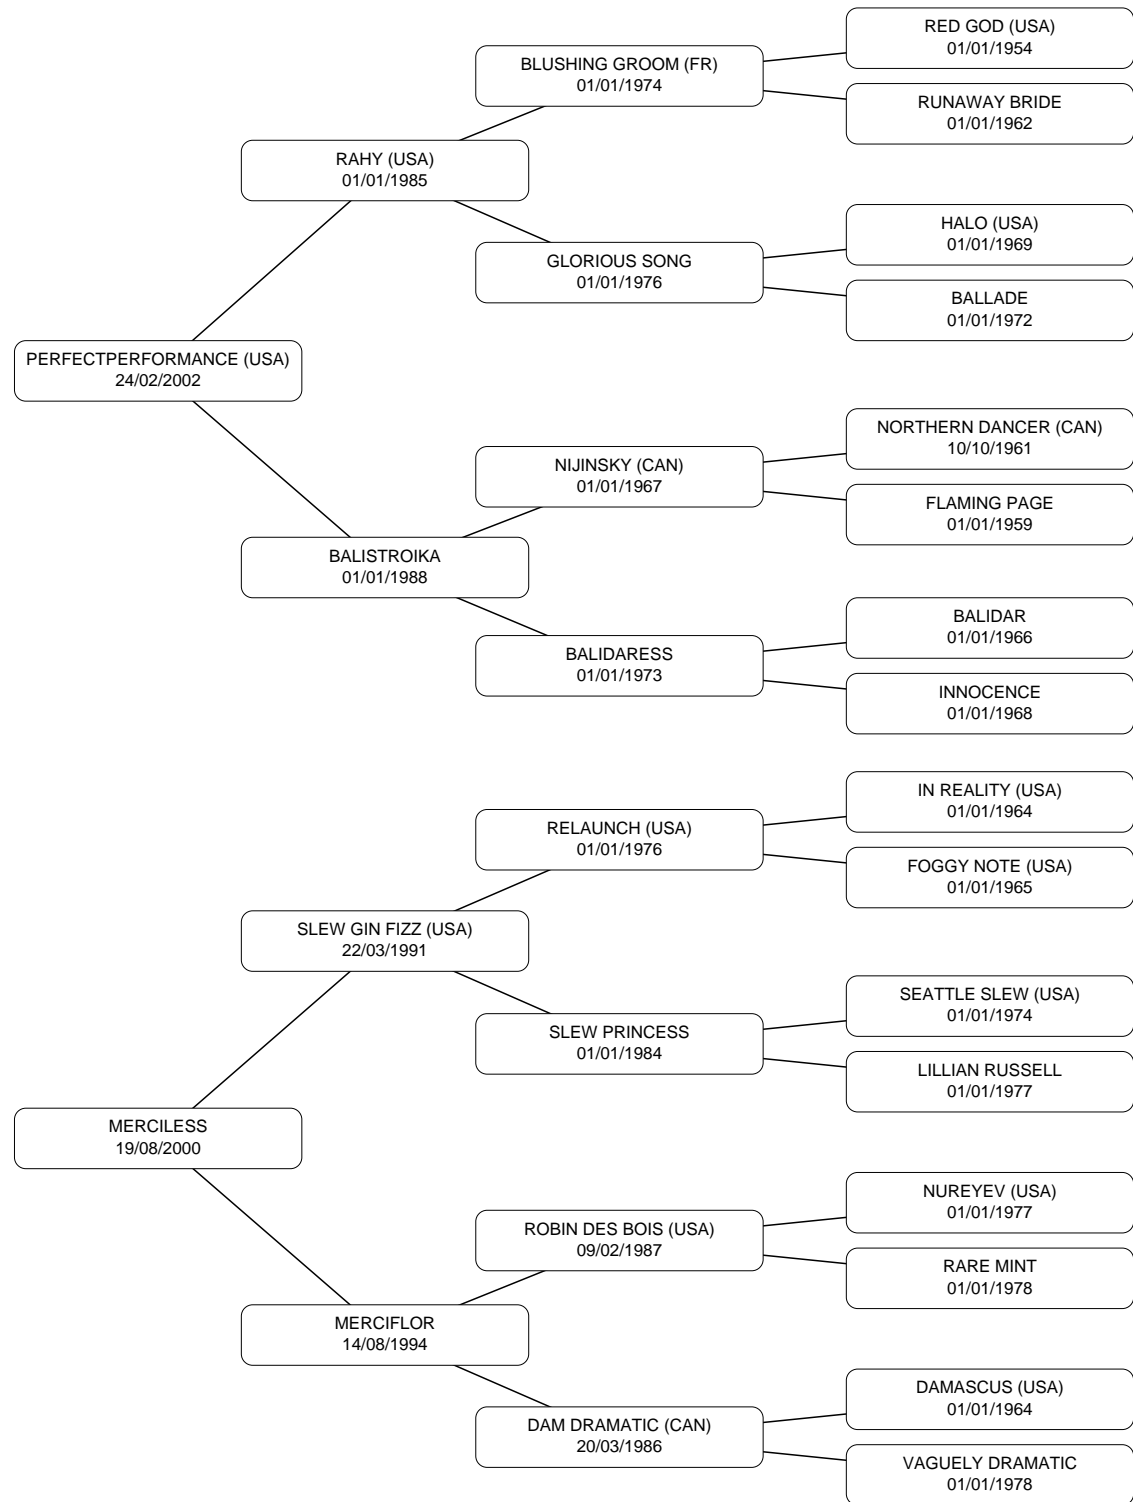 RED GOD (USA)
01/01/1954
BLUSHING GROOM (FR)
01/01/1974
RUNAWAY BRIDE
01/01/1962
RAHY (USA)
01/01/1985
HALO (USA)
01/01/1969
GLORIOUS SONG
01/01/1976
BALLADE
01/01/1972
PERFECTPERFORMANCE (USA)
24/02/2002
NORTHERN DANCER (CAN)
10/10/1961
NIJINSKY (CAN)
01/01/1967
FLAMING PAGE
01/01/1959
BALISTROIKA
01/01/1988
BALIDAR
01/01/1966
BALIDARESS
01/01/1973
INNOCENCE
01/01/1968
IN REALITY (USA)
01/01/1964
RELAUNCH (USA)
01/01/1976
FOGGY NOTE (USA)
01/01/1965
SLEW GIN FIZZ (USA)
22/03/1991
SEATTLE SLEW (USA)
01/01/1974
SLEW PRINCESS
01/01/1984
LILLIAN RUSSELL
01/01/1977
MERCILESS
19/08/2000
NUREYEV (USA)
01/01/1977
ROBIN DES BOIS (USA)
09/02/1987
RARE MINT
01/01/1978
MERCIFLOR
14/08/1994
DAMASCUS (USA)
01/01/1964
DAM DRAMATIC (CAN)
20/03/1986
VAGUELY DRAMATIC
01/01/1978